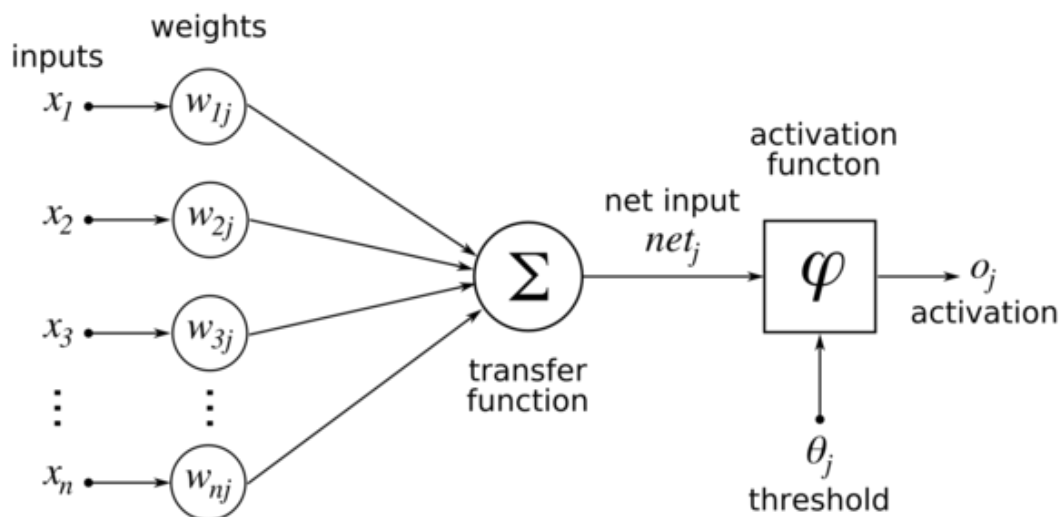 weights
inputs
x1
w1j
x2
w2j
x3
w3j
⋮ ⋮
xn
wnj
Σ
transfer
function
net input
netj
activation
functon
φ
oj
activation
θj
threshold